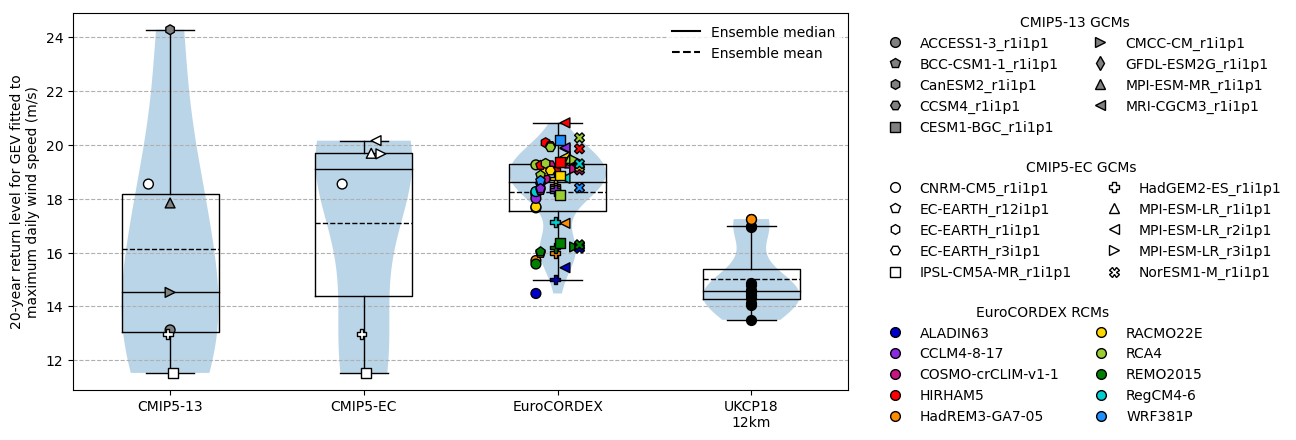 20-year return level for GEV fitted to
maximum daily wind speed (m/s)
24
22
20
18
16
14
12
Ensemble median
Ensemble mean
CMIP5-13
CMIP5-EC
EuroCORDEX
UKCP18
12km
CMIP5-13 GCMs
ACCESS1-3_r1i1p1
BCC-CSM1-1_r1i1p1
CanESM2_r1i1p1
CCSM4_r1i1p1
CESM1-BGC_r1i1p1
CMCC-CM_r1i1p1
GFDL-ESM2G_r1i1p1
MPI-ESM-MR_r1i1p1
MRI-CGCM3_r1i1p1
CMIP5-EC GCMs
CNRM-CM5_r1i1p1
EC-EARTH_r12i1p1
EC-EARTH_r1i1p1
EC-EARTH_r3i1p1
IPSL-CM5A-MR_r1i1p1
HadGEM2-ES_r1i1p1
MPI-ESM-LR_r1i1p1
MPI-ESM-LR_r2i1p1
MPI-ESM-LR_r3i1p1
NorESM1-M_r1i1p1
EuroCORDEX RCMs
ALADIN63
CCLM4-8-17
COSMO-crCLIM-v1-1
HIRHAM5
HadREM3-GA7-05
RACMO22E
RCA4
REMO2015
RegCM4-6
WRF381P